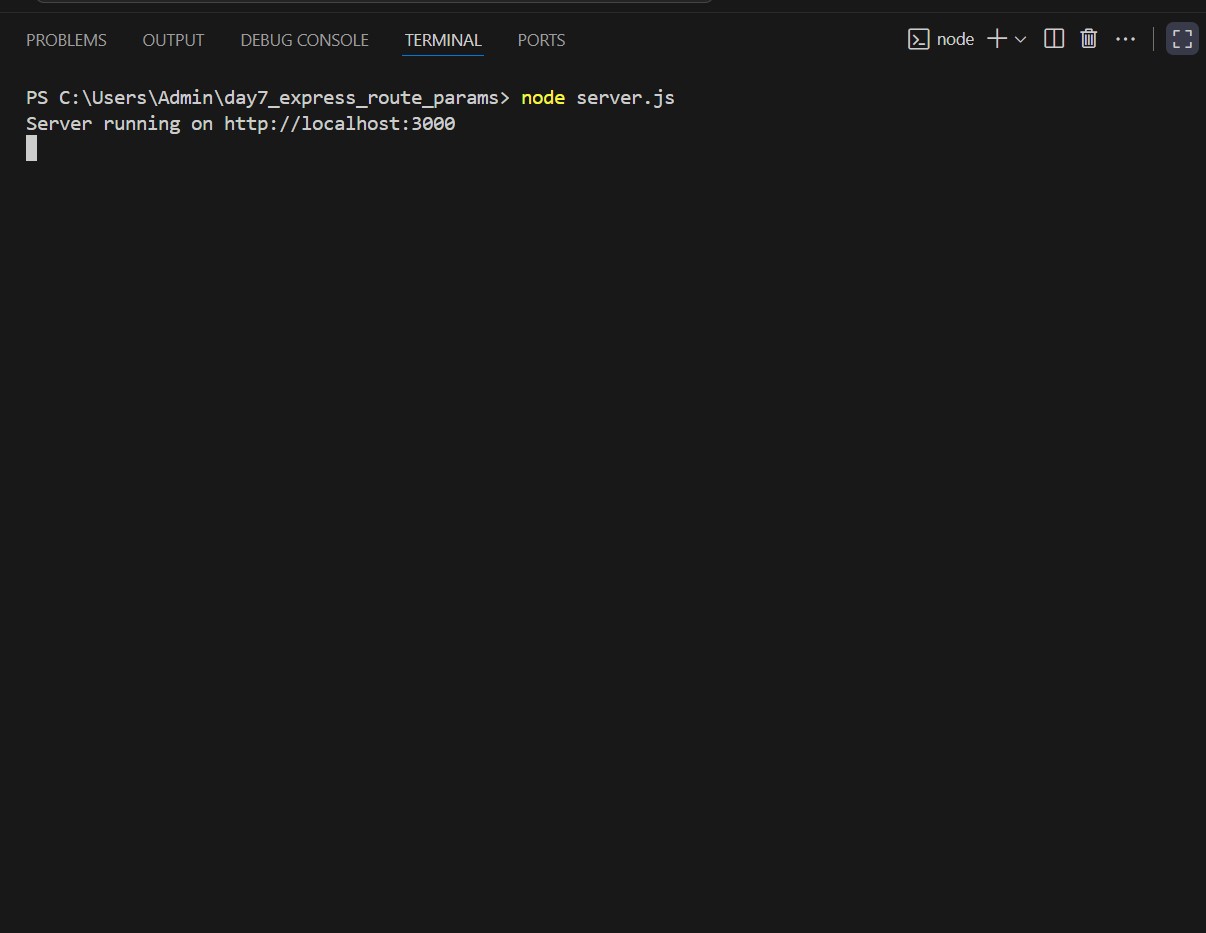 PROBLEMS OUTPUT DEBUG CONSOLE TERMINAL PORTS node
PS C:\Users\Admin\day7_express_route_params> node server.js
Server running on http://localhost:3000